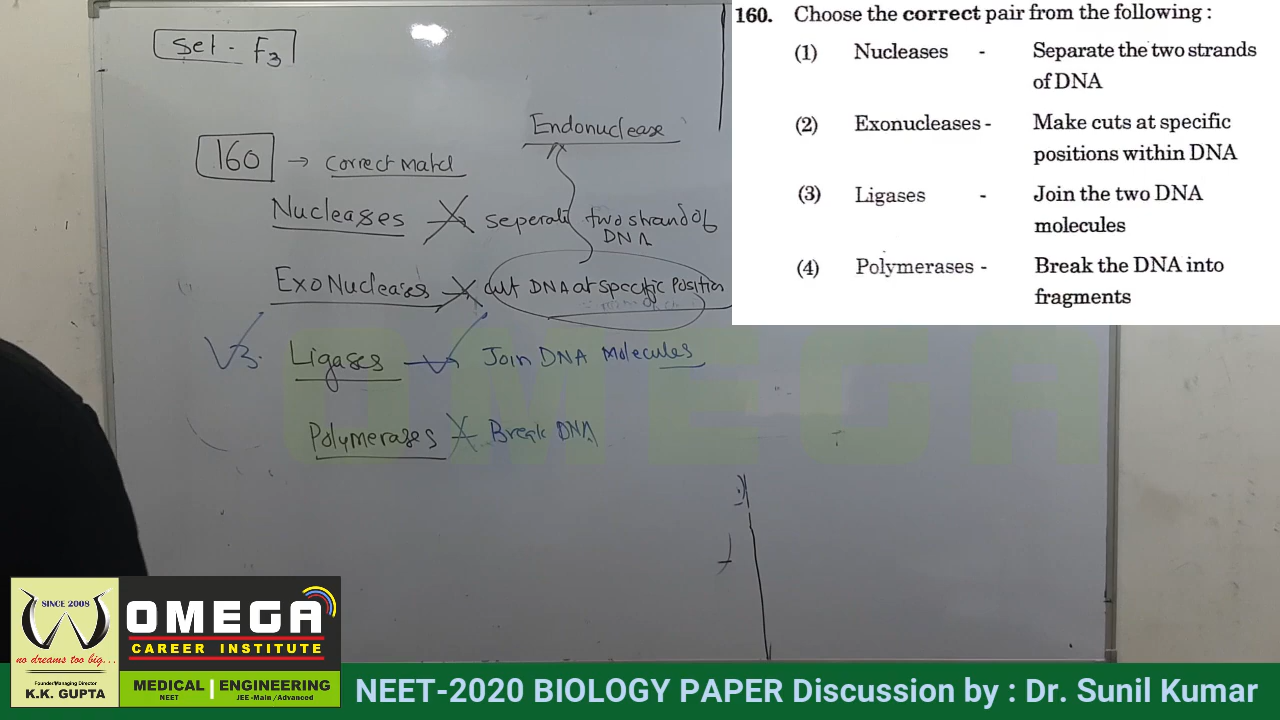 Set - F3
160 → Correct Match
Endonuclease
Nucleases X seperate two strand of
DNA
ExoNucleases X cut DNA at specific Position
3. Ligases Join DNA Molecules
Polymerases X Break DNA
160. Choose the correct pair from the following :
(1) Nucleases - Separate the two strands
of DNA
(2) Exonucleases - Make cuts at specific
positions within DNA
(3) Ligases - Join the two DNA
molecules
(4) Polymerases - Break the DNA into
fragments
OMEGA
SINCE 2008
no dreams too big...
Founder/Managing Director
K.K. GUPTA
OMEGA
CAREER INSTITUTE
MEDICAL | ENGINEERING
NEET JEE-Main /Advanced
NEET-2020 BIOLOGY PAPER Discussion by : Dr. Sunil Kumar